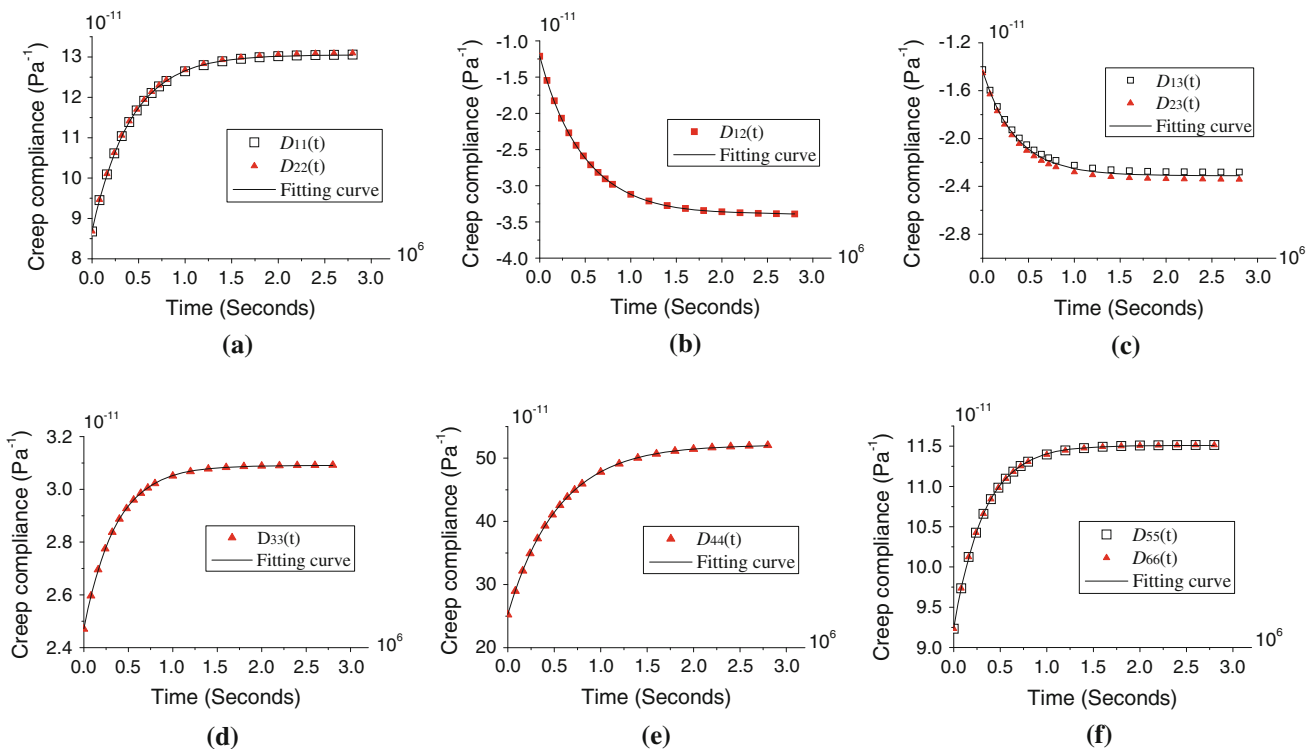 10⁻¹¹
Creep compliance (Pa⁻¹)
13
12
11
10
9
8
D11(t)
D22(t)
Fitting curve
0.0 0.5 1.0 1.5 2.0 2.5 3.0
10⁶
Time (Seconds)
(a)
10⁻¹¹
Creep compliance (Pa⁻¹)
-1.0
-1.5
-2.0
-2.5
-3.0
-3.5
-4.0
D12(t)
Fitting curve
0.0 0.5 1.0 1.5 2.0 2.5 3.0
10⁶
Time (Seconds)
(b)
10⁻¹¹
Creep compliance (Pa⁻¹)
-1.2
-1.6
-2.0
-2.4
-2.8
D13(t)
D23(t)
Fitting curve
0.0 0.5 1.0 1.5 2.0 2.5 3.0
10⁶
Time (Seconds)
(c)
10⁻¹¹
Creep compliance (Pa⁻¹)
3.2
3.0
2.8
2.6
2.4
D33(t)
Fitting curve
0.0 0.5 1.0 1.5 2.0 2.5 3.0
10⁶
Time (Seconds)
(d)
10⁻¹¹
Creep compliance (Pa⁻¹)
50
40
30
20
D44(t)
Fitting curve
0.0 0.5 1.0 1.5 2.0 2.5 3.0
10⁶
Time (Seconds)
(e)
10⁻¹¹
Creep compliance (Pa⁻¹)
11.5
11.0
10.5
10.0
9.5
9.0
D55(t)
D66(t)
Fitting curve
0.0 0.5 1.0 1.5 2.0 2.5 3.0
10⁶
Time (Seconds)
(f)